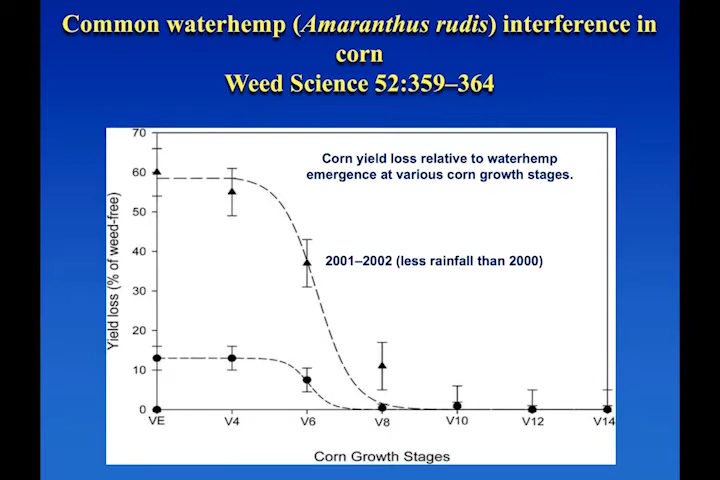 Common waterhemp (Amaranthus rudis) interference in
corn
Weed Science 52:359–364
70
60
50
40
30
20
10
0
Yield loss (% of weed-free)
Corn yield loss relative to waterhemp
emergence at various corn growth stages.
2001–2002 (less rainfall than 2000)
VE V4 V6 V8 V10 V12 V14
Corn Growth Stages